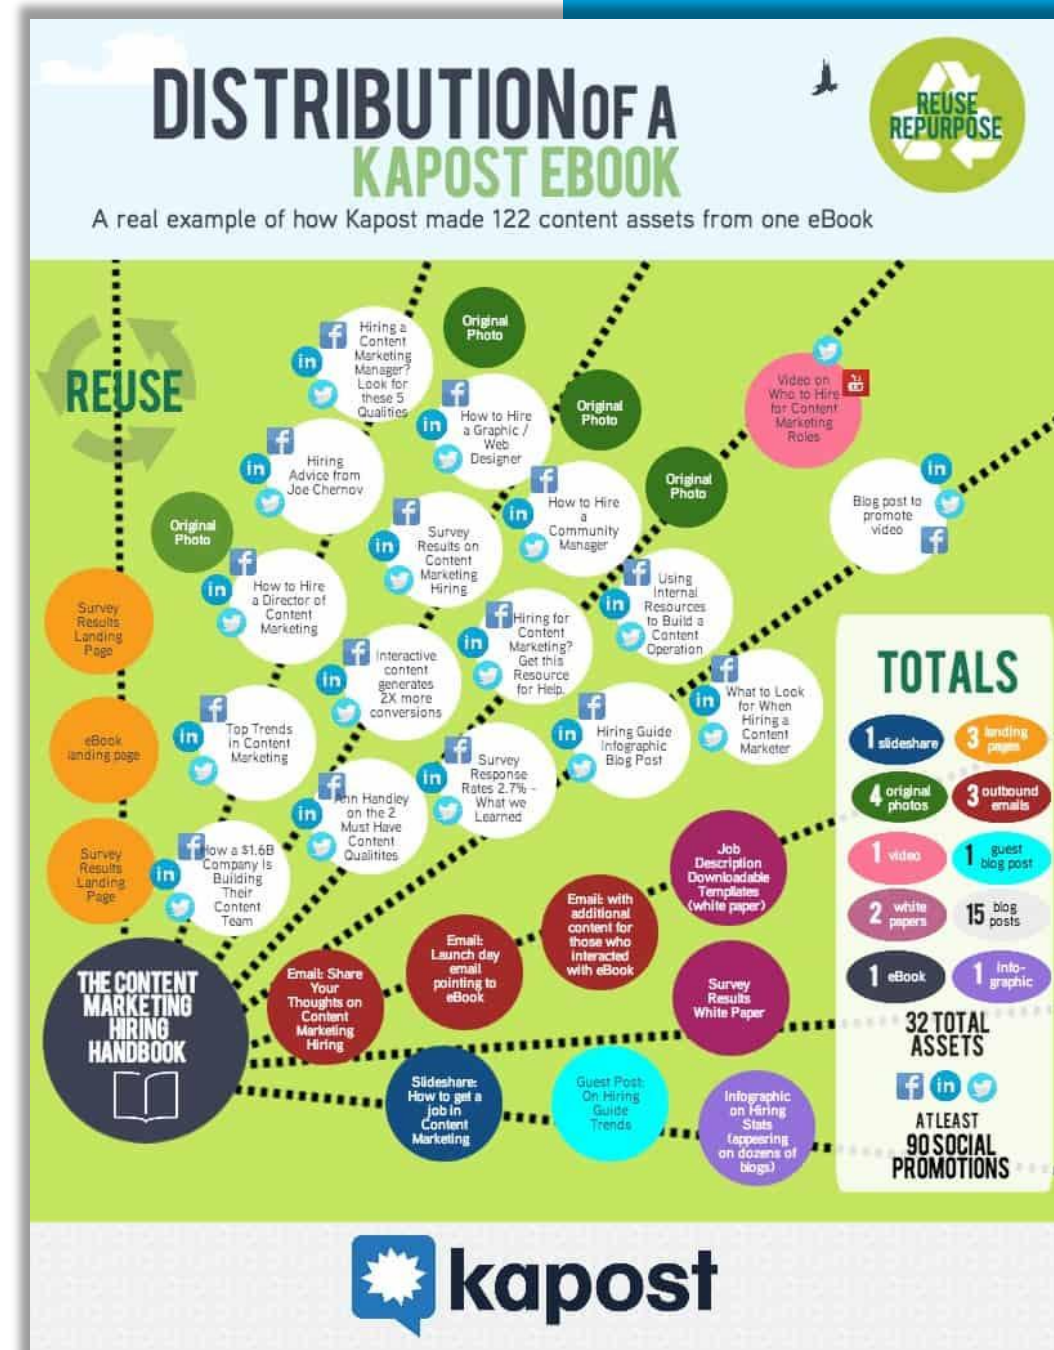 DISTRIBUTION OF A
KAPOST EBOOK
A real example of how Kapost made 122 content assets from one eBook
REUSE
REPURPOSE
REUSE
Hiring a
Content
Marketing
Manager?
Look for
these 5
Qualities
Original
Photo
How to Hire
a Graphic /
Web
Designer
Original
Photo
Video on
Who to Hire
for Content
Marketing
Roles
Hiring
Advice from
Joe Chernov
Original
Photo
How to Hire
a
Community
Manager
Blog post to
promote
video
Original
Photo
Survey
Results on
Content
Marketing
Hiring
How to Hire
a Director of
Content
Marketing
Using
Internal
Resources
to Build a
Content
Operation
Survey
Results
Landing
Page
Hiring for
Content
Marketing?
Get this
Resource
for Help.
Interactive
content
generates
2X more
conversions
What to Look
for When
Hiring a
Content
Marketer
eBook
landing page
Top Trends
in Content
Marketing
Hiring Guide
Infographic
Blog Post
Survey
Response
Rates 2.7% -
What we
Learned
Ann Handley
on the 2
Must Have
Content
Qualitites
Survey
Results
Landing
Page
How a $1.6B
Company Is
Building
Their
Content
Team
Job
Description
Downloadable
Templates
(white paper)
Email: with
additional
content for
those who
interacted
with eBook
Email:
Launch day
email
pointing to
eBook
Email: Share
Your
Thoughts on
Content
Marketing
Hiring
Survey
Results
White Paper
THE CONTENT
MARKETING
HIRING
HANDBOOK
Slideshare:
How to get a
job in
Content
Marketing
Guest Post:
On Hiring
Guide
Trends
Infographic
on Hiring
Stats
(appearing
on dozens of
blogs)
TOTALS
1 slideshare
3 landing pages
4 original photos
3 outbound emails
1 video
1 guest blog post
2 white papers
15 blog posts
1 eBook
1 info-graphic
32 TOTAL
ASSETS
AT LEAST
90 SOCIAL
PROMOTIONS
kapost